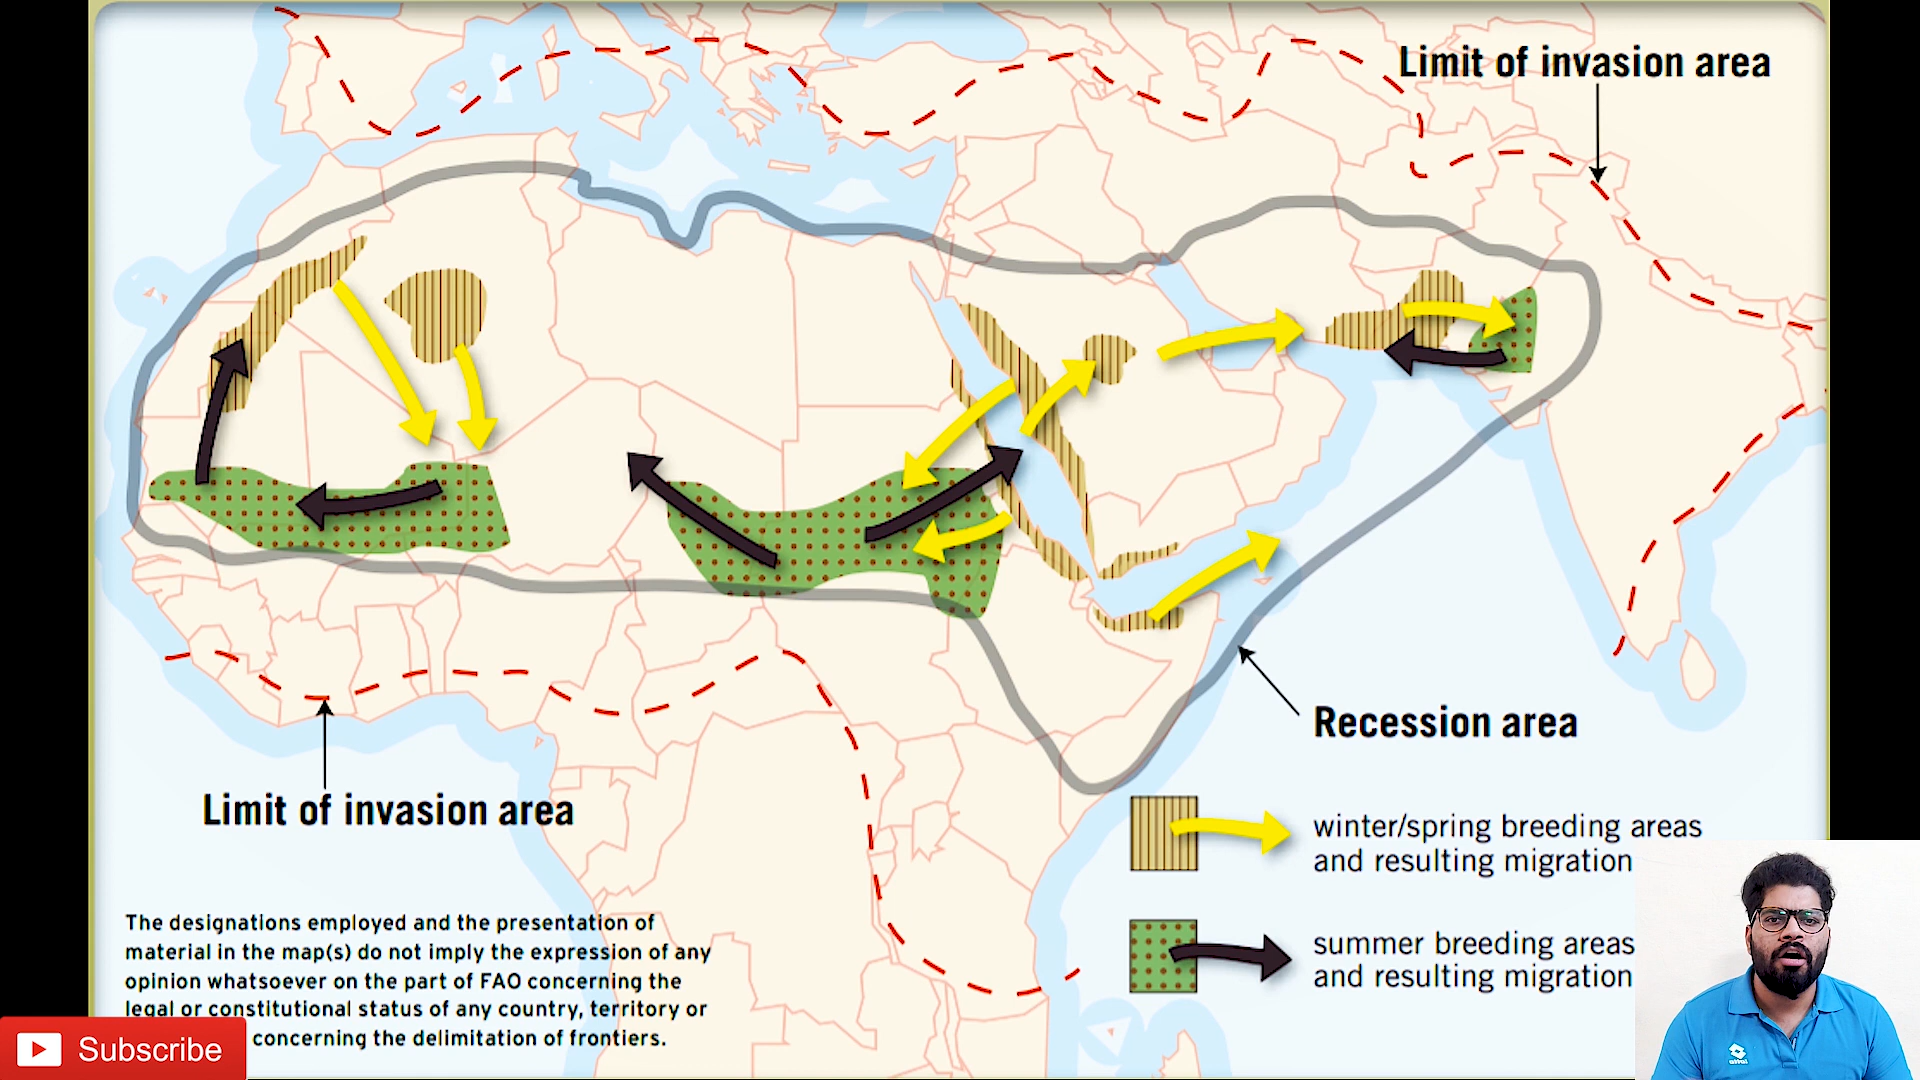 Limit of invasion area
Recession area
Limit of invasion area
winter/spring breeding areas
and resulting migration
summer breeding areas
and resulting migration
The designations employed and the presentation of
material in the map(s) do not imply the expression of any
opinion whatsoever on the part of FAO concerning the
legal or constitutional status of any country, territory or
concerning the delimitation of frontiers.
Subscribe